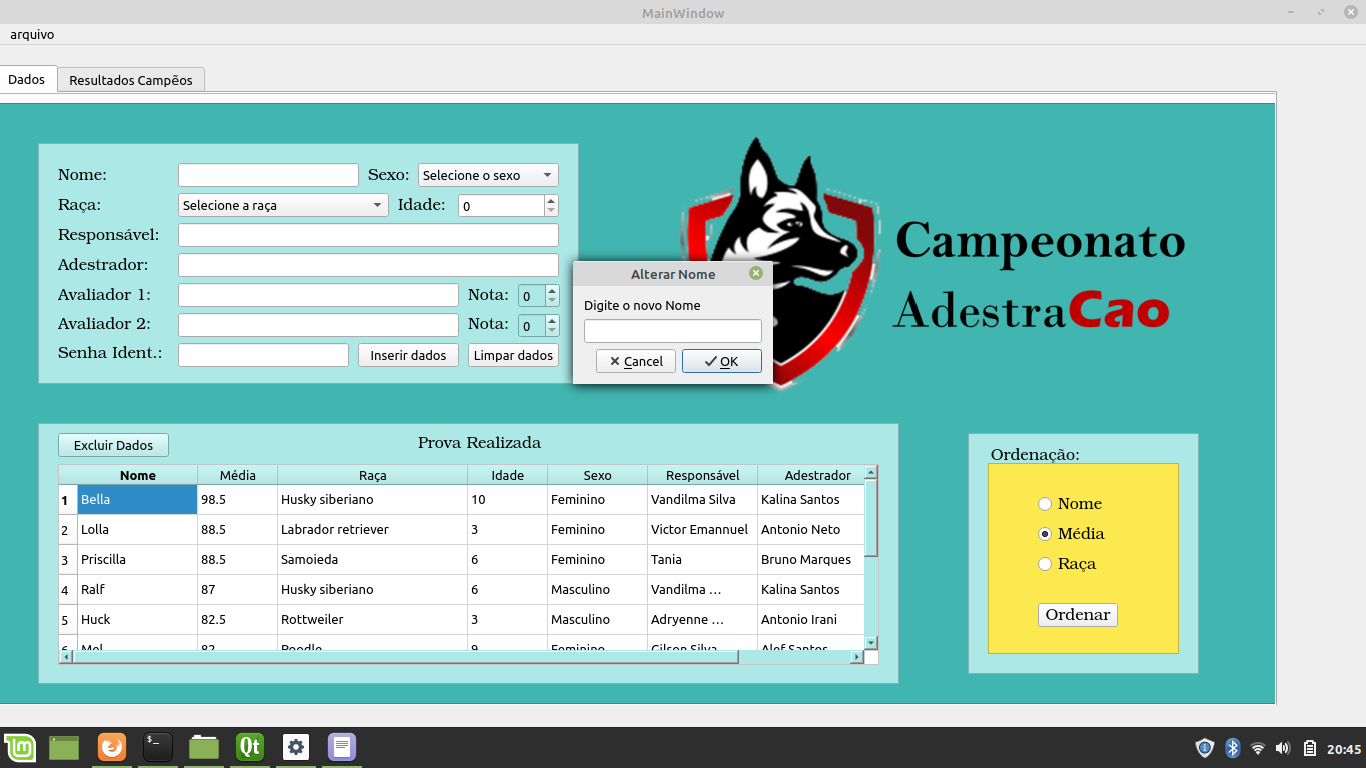 MainWindow
arquivo
Dados Resultados Campêos
Nome: Sexo: Selecione o sexo
Raça: Selecione a raça Idade: 0
Responsável:
Adestrador:
Avaliador 1: Nota: 0
Avaliador 2: Nota: 0
Senha Ident.: Inserir dados Limpar dados
Campeonato
AdestraCao
Alterar Nome
Digite o novo Nome
Cancel OK
Excluir Dados Prova Realizada
Nome Média Raça Idade Sexo Responsável Adestrador
1 Bella 98.5 Husky siberiano 10 Feminino Vandilma Silva Kalina Santos
2 Lolla 88.5 Labrador retriever 3 Feminino Victor Emannuel Antonio Neto
3 Priscilla 88.5 Samoieda 6 Feminino Tania Bruno Marques
4 Ralf 87 Husky siberiano 6 Masculino Vandilma ... Kalina Santos
5 Huck 82.5 Rottweiler 3 Masculino Adryenne ... Antonio Irani
6 Mel 82 Poodle 9 Feminino Gilson Silva Alef Santos
Ordenação:
Nome
Média
Raça
Ordenar
Qt
20:45